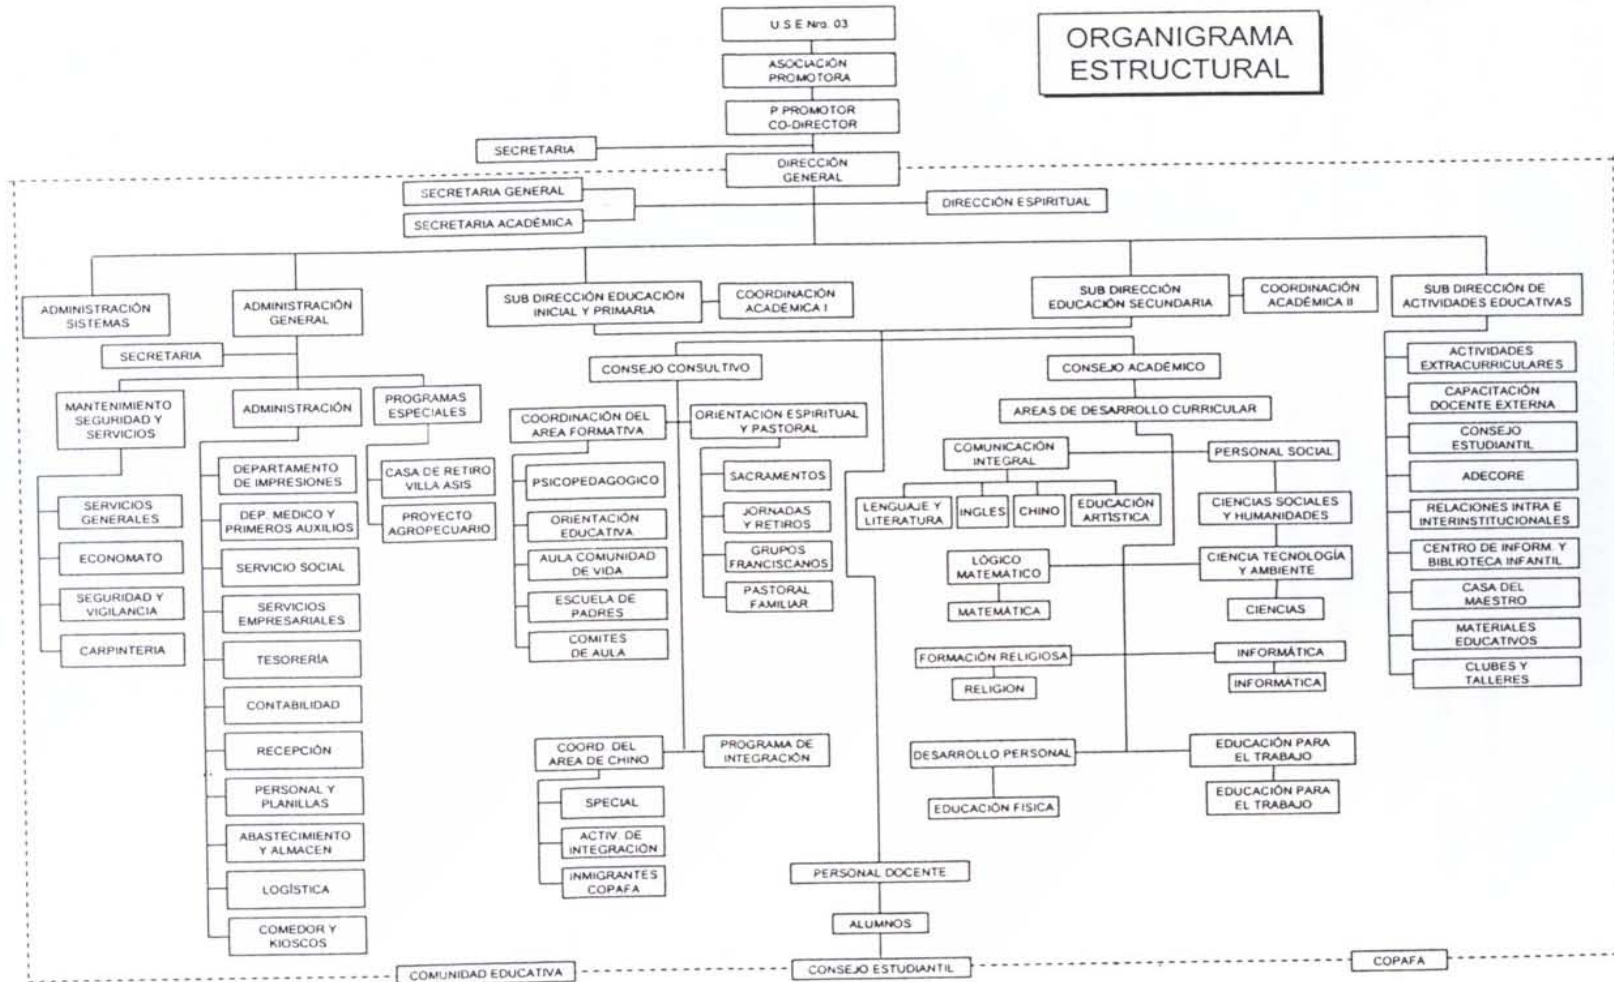 U.S.E Nro. 03
ORGANIGRAMA
ESTRUCTURAL
ASOCIACIÓN
PROMOTORA
P PROMOTOR
CO-DIRECTOR
SECRETARIA
DIRECCIÓN
GENERAL
SECRETARIA GENERAL
SECRETARIA ACADÉMICA
DIRECCIÓN ESPIRITUAL
ADMINISTRACIÓN
SISTEMAS
ADMINISTRACIÓN
GENERAL
SUB DIRECCIÓN EDUCACIÓN
INICIAL Y PRIMARIA
COORDINACIÓN
ACADÉMICA I
SUB DIRECCIÓN
EDUCACIÓN SECUNDARIA
COORDINACIÓN
ACADÉMICA II
SUB DIRECCIÓN DE
ACTIVIDADES EDUCATIVAS
SECRETARIA
MANTENIMIENTO
SEGURIDAD Y
SERVICIOS
ADMINISTRACIÓN
PROGRAMAS
ESPECIALES
SERVICIOS
GENERALES
ECONOMATO
SEGURIDAD Y
VIGILANCIA
CARPINTERIA
DEPARTAMENTO
DE IMPRESIONES
DEP. MEDICO Y
PRIMEROS AUXILIOS
SERVICIO SOCIAL
SERVICIOS
EMPRESARIALES
TESORERÍA
CONTABILIDAD
RECEPCIÓN
PERSONAL Y
PLANILLAS
ABASTECIMIENTO
Y ALMACEN
LOGÍSTICA
COMEDOR Y
KIOSCOS
CASA DE RETIRO
VILLA ASIS
PROYECTO
AGROPECUARIO
CONSEJO CONSULTIVO
COORDINACIÓN DEL
AREA FORMATIVA
ORIENTACIÓN ESPIRITUAL
Y PASTORAL
PSICOPEDAGOGICO
ORIENTACIÓN
EDUCATIVA
AULA COMUNIDAD
DE VIDA
ESCUELA DE
PADRES
COMITES
DE AULA
SACRAMENTOS
JORNADAS
Y RETIROS
GRUPOS
FRANCISCANOS
PASTORAL
FAMILIAR
COORD. DEL
AREA DE CHINO
PROGRAMA DE
INTEGRACIÓN
SPECIAL
ACTIV. DE
INTEGRACIÓN
INMIGRANTES
COPAFA
CONSEJO ACADÉMICO
AREAS DE DESARROLLO CURRICULAR
COMUNICACIÓN
INTEGRAL
PERSONAL SOCIAL
LENGUAJE Y
LITERATURA
INGLES
CHINO
EDUCACIÓN
ARTÍSTICA
CIENCIAS SOCIALES
Y HUMANIDADES
LÓGICO
MATEMÁTICO
CIENCIA TECNOLOGÍA
Y AMBIENTE
MATEMÁTICA
CIENCIAS
FORMACIÓN RELIGIOSA
INFORMÁTICA
RELIGION
INFORMÁTICA
DESARROLLO PERSONAL
EDUCACIÓN PARA
EL TRABAJO
EDUCACIÓN FISICA
EDUCACIÓN PARA
EL TRABAJO
ACTIVIDADES
EXTRACURRICULARES
CAPACITACIÓN
DOCENTE EXTERNA
CONSEJO
ESTUDIANTIL
ADECORE
RELACIONES INTRA E
INTERINSTITUCIONALES
CENTRO DE INFORM. Y
BIBLIOTECA INFANTIL
CASA DEL
MAESTRO
MATERIALES
EDUCATIVOS
CLUBES Y
TALLERES
PERSONAL DOCENTE
ALUMNOS
COMUNIDAD EDUCATIVA
CONSEJO ESTUDIANTIL
COPAFA